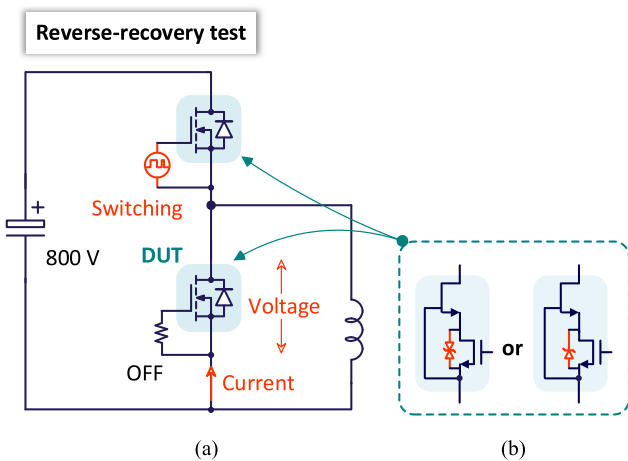 Reverse-recovery test
Switching
+
800 V
DUT
Voltage
OFF
Current
or
(a)
(b)